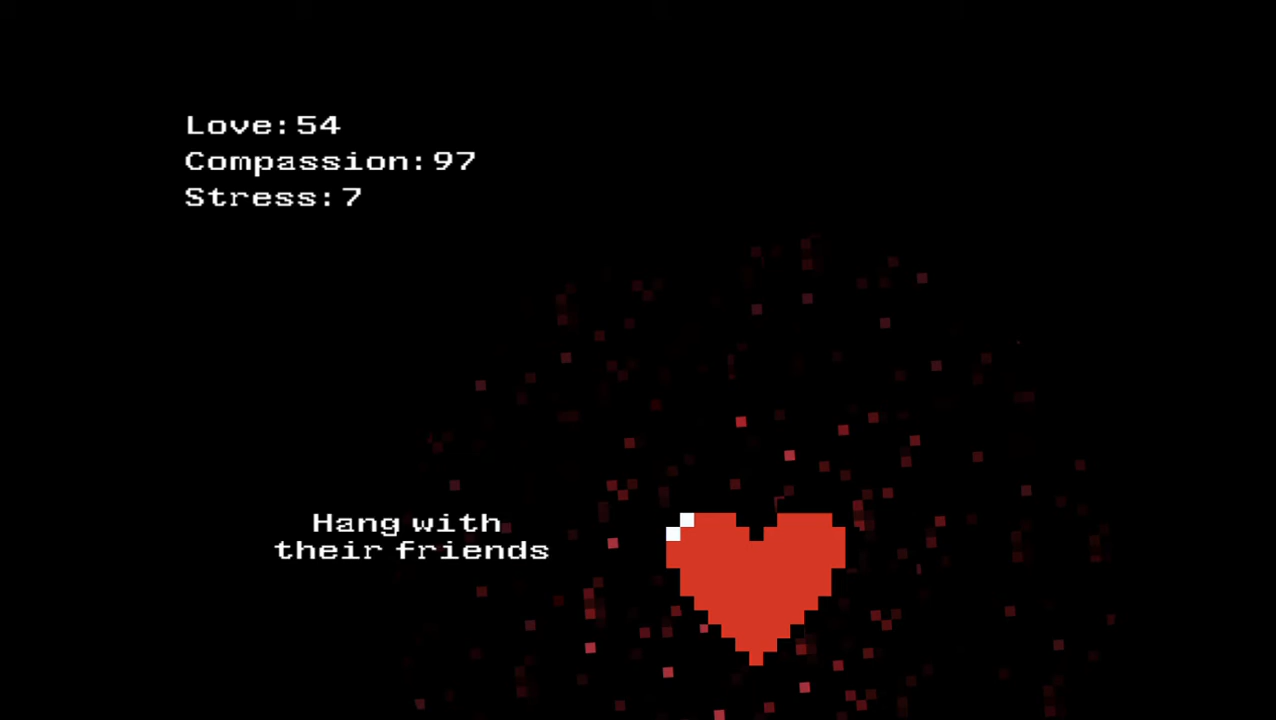 Love:54
Compassion:97
Stress:7
Hang with
their friends